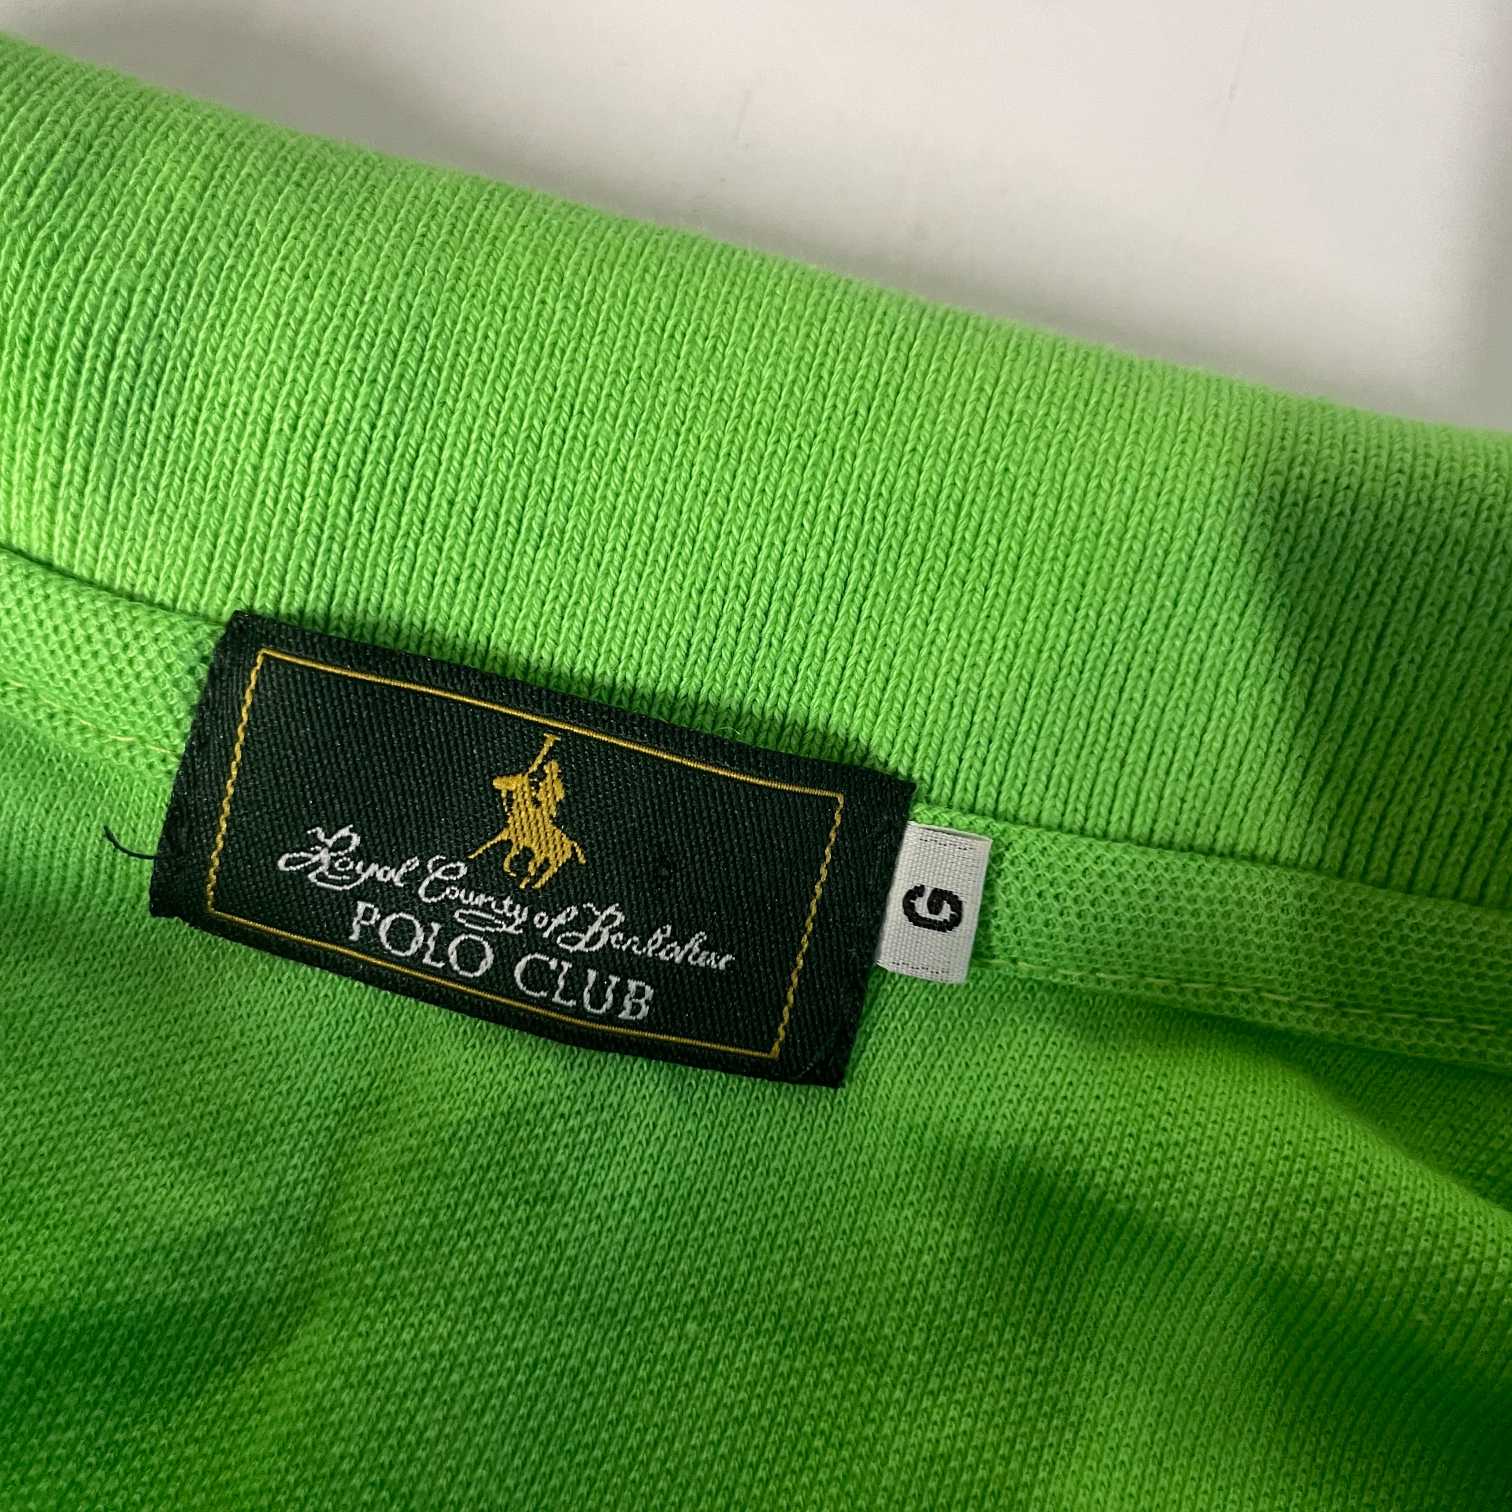 Royal County of Berkshire
POLO CLUB
G